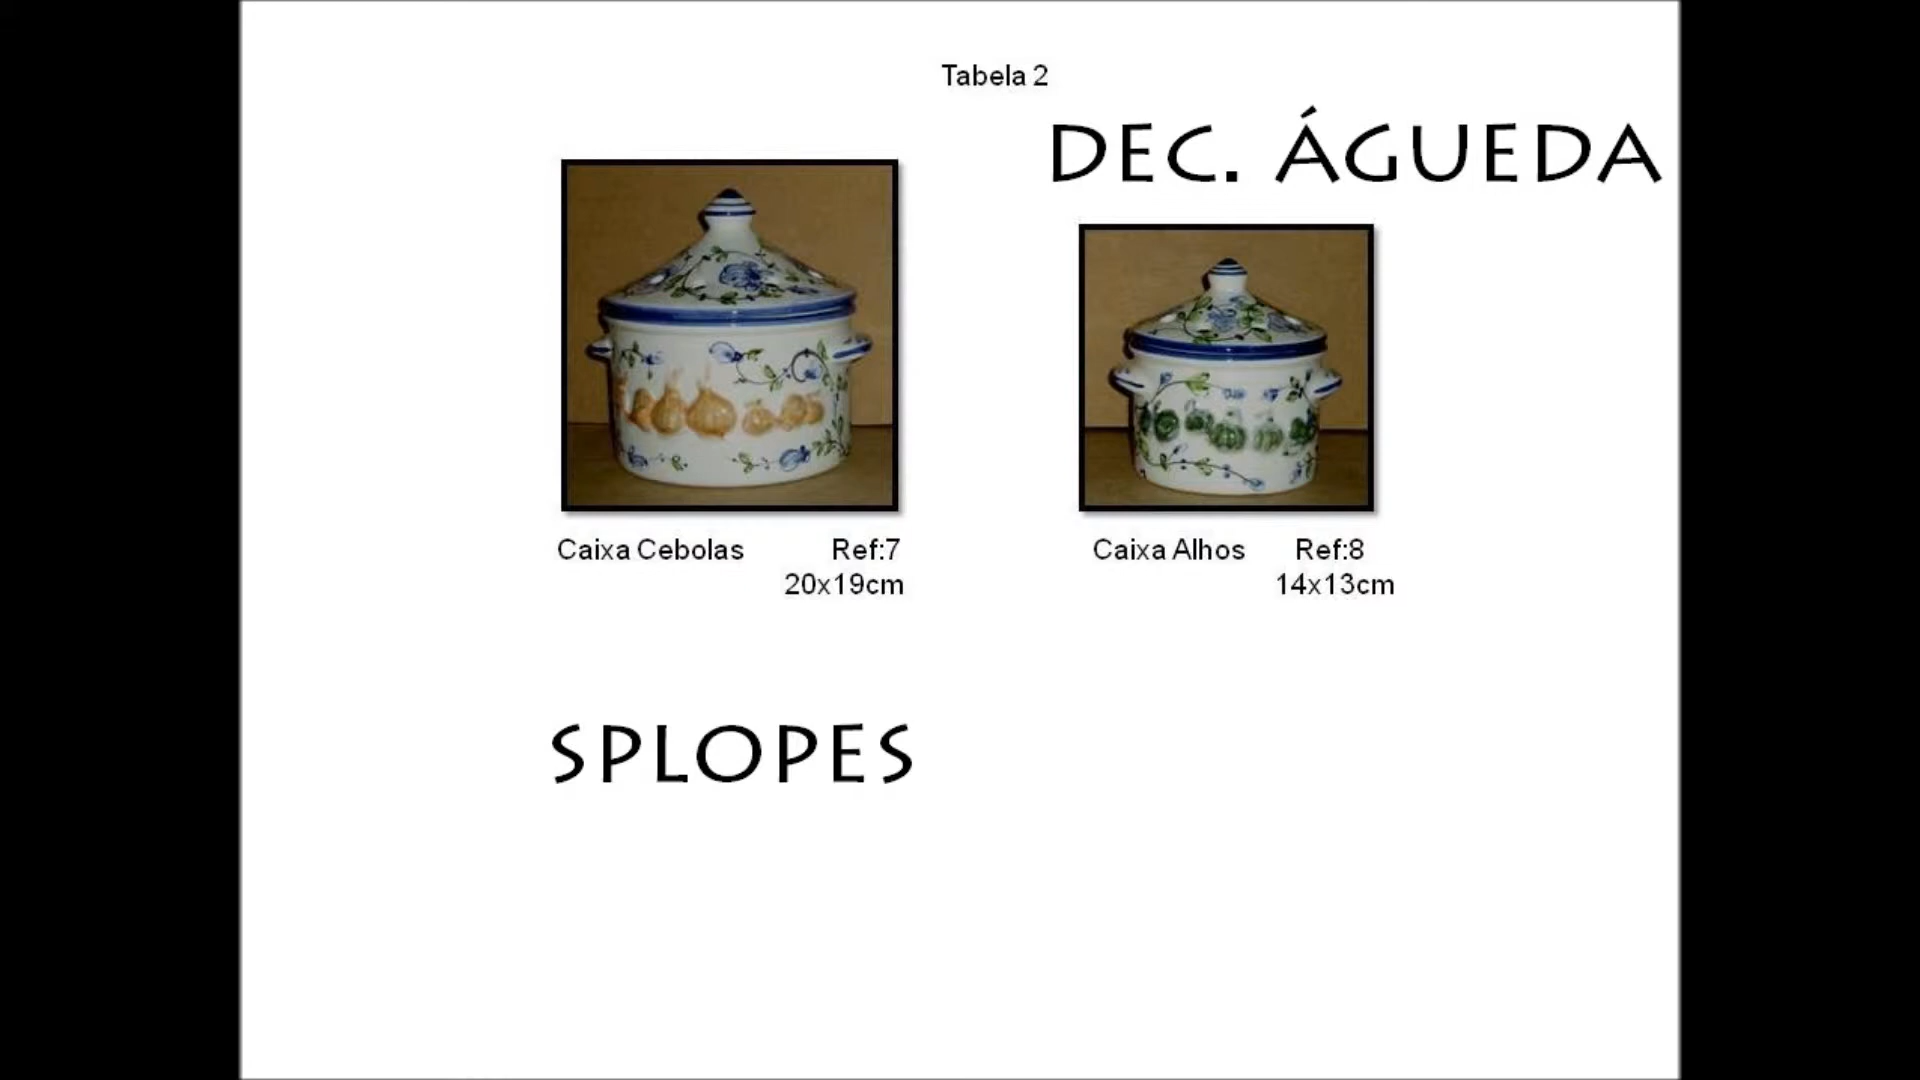 Tabela 2
DEC. ÁGUEDA
Caixa Cebolas Ref:7
20x19cm
Caixa Alhos Ref:8
14x13cm
SPLOPES